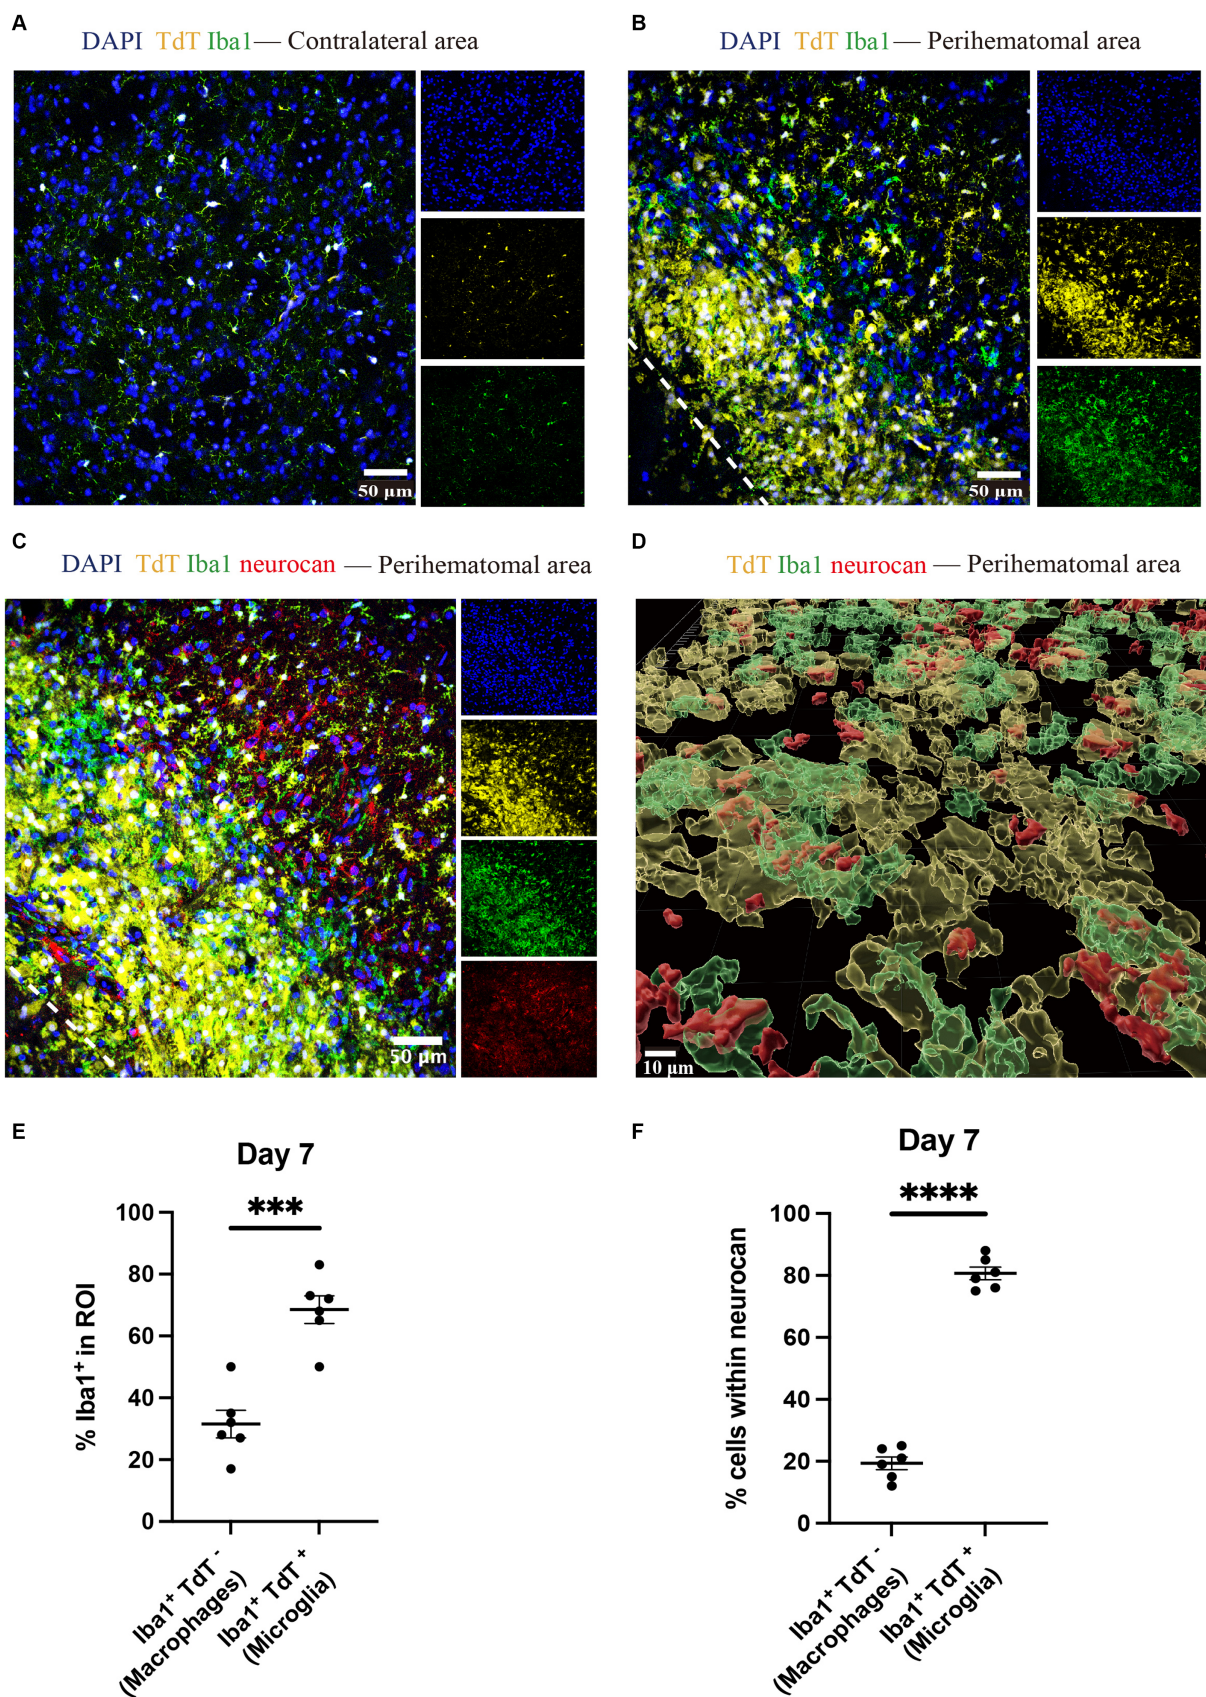 A
DAPI TdT Iba1— Contralateral area
50 μm
B
DAPI TdT Iba1— Perihematomal area
50 μm
C
DAPI TdT Iba1 neurocan — Perihematomal area
50 μm
D
TdT Iba1 neurocan — Perihematomal area
10 μm
E
Day 7
***
% Iba1⁺ in ROI
100
80
60
40
20
0
Iba1⁺ TdT⁻
(Macrophages)
Iba1⁺ TdT⁺
(Microglia)
F
Day 7
****
% cells within neurocan
100
80
60
40
20
0
Iba1⁺ TdT⁻
(Macrophages)
Iba1⁺ TdT⁺
(Microglia)